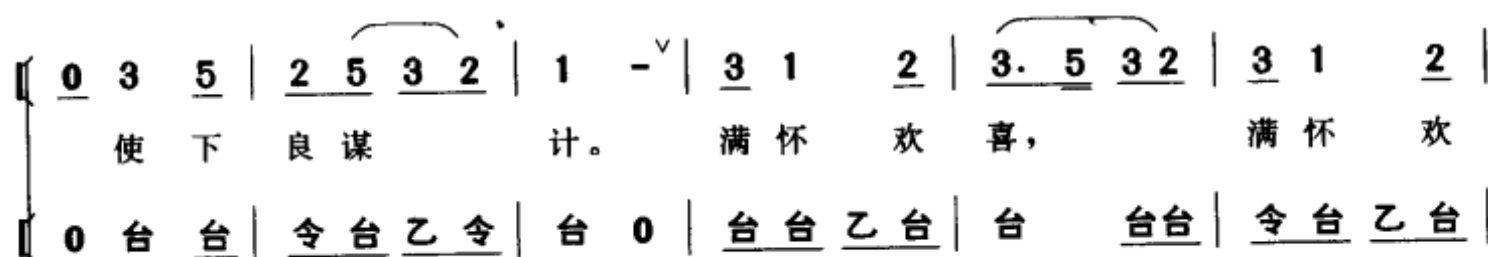 0 3 5 | 2 5 3 2 | 1 - ∨ | 3 1 2 | 3. 5 3 2 | 3 1 2 |
使 下 良 谋 计。 满 怀 欢 喜， 满 怀 欢
0 台 台 | 令 台 乙 令 | 台 0 | 台 台 乙 台 | 台 台台 | 令 台 乙 台 |